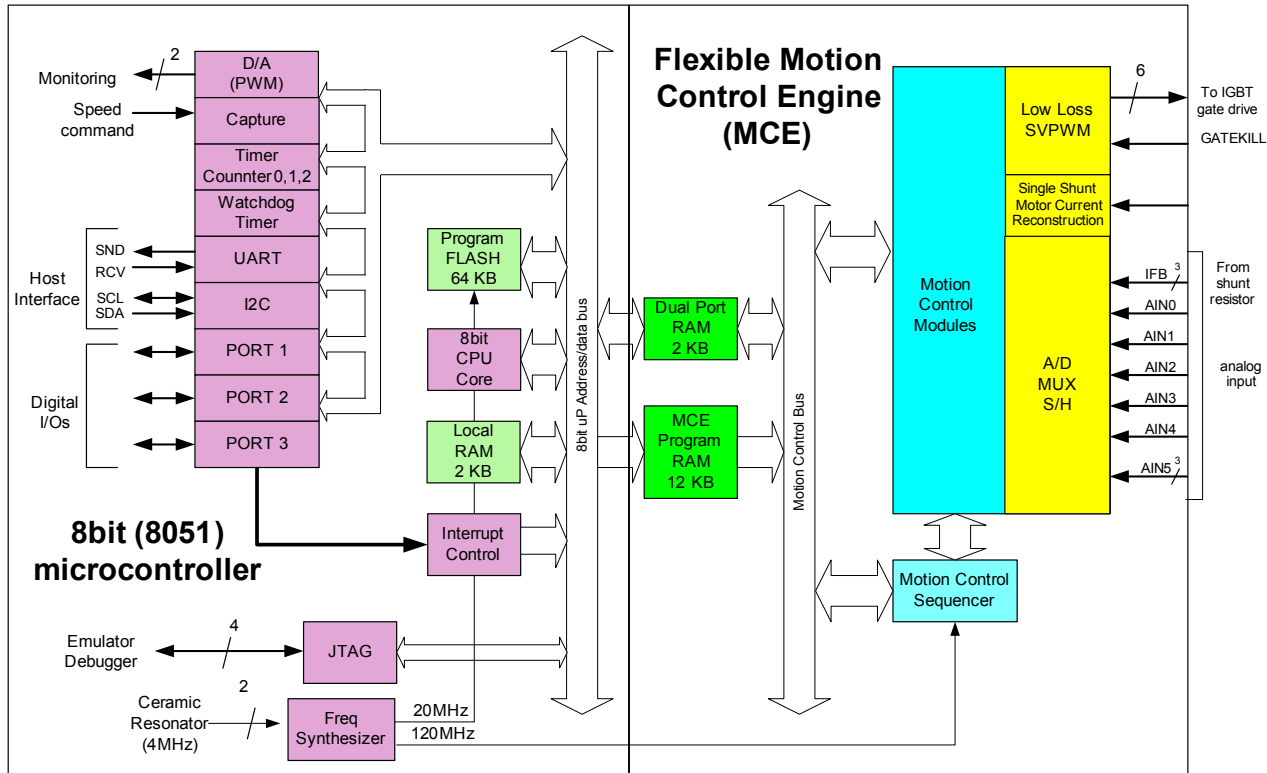 2
Monitoring
Speed
command
D/A
(PWM)
Capture
Timer
Counnter0,1,2
Watchdog
Timer
UART
I2C
PORT 1
PORT 2
PORT 3
Host
Interface
SND
RCV
SCL
SDA
Digital
I/Os
8bit (8051)
microcontroller
Program
FLASH
64 KB
8bit
CPU
Core
Local
RAM
2 KB
Interrupt
Control
4
Emulator
Debugger
JTAG
2
Ceramic
Resonator
(4MHz)
Freq
Synthesizer
20MHz
120MHz
8bit uP Address/data bus
Flexible Motion
Control Engine
(MCE)
Dual Port
RAM
2 KB
MCE
Program
RAM
12 KB
Motion Control Bus
Motion
Control
Modules
Low Loss
SVPWM
Single Shunt
Motor Current
Reconstruction
A/D
MUX
S/H
Motion Control
Sequencer
6
To IGBT
gate drive
GATEKILL
IFB
3
From
shunt
resistor
AIN0
AIN1
AIN2
AIN3
AIN4
AIN5
3
analog
input